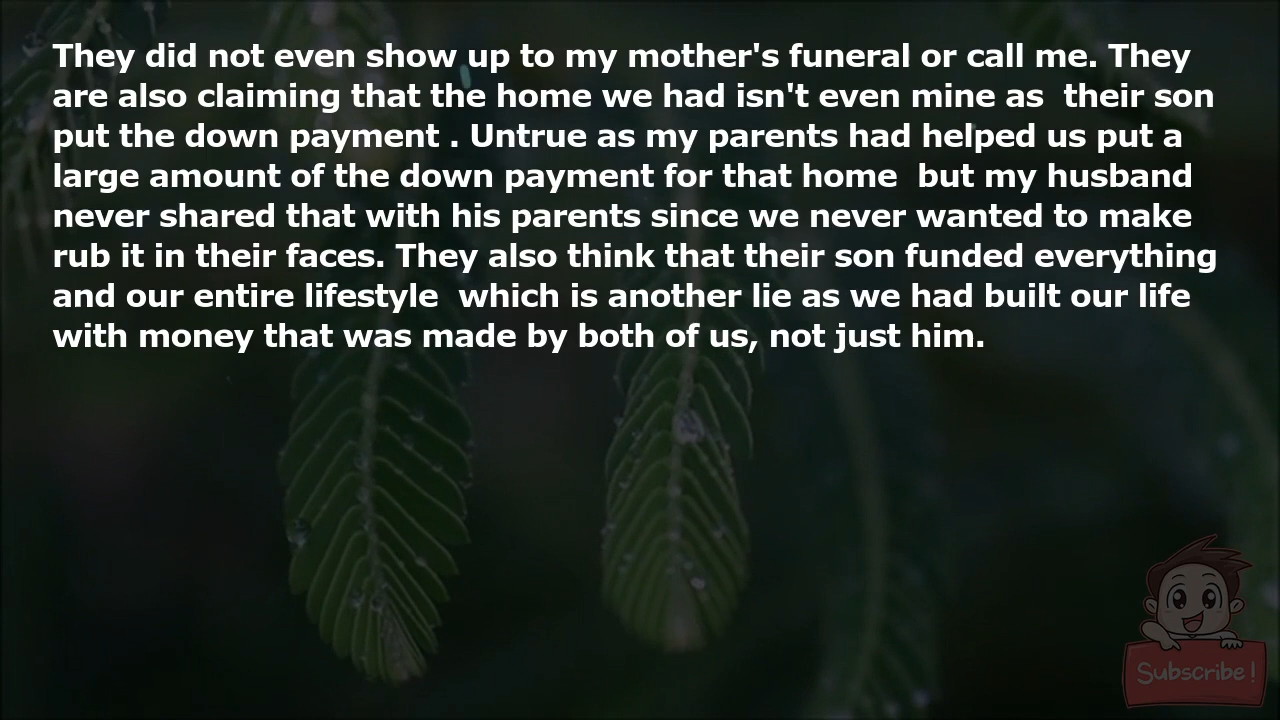 They did not even show up to my mother's funeral or call me. They
are also claiming that the home we had isn't even mine as  their son
put the down payment . Untrue as my parents had helped us put a
large amount of the down payment for that home  but my husband
never shared that with his parents since we never wanted to make
rub it in their faces. They also think that their son funded everything
and our entire lifestyle  which is another lie as we had built our life
with money that was made by both of us, not just him.
Subscribe!